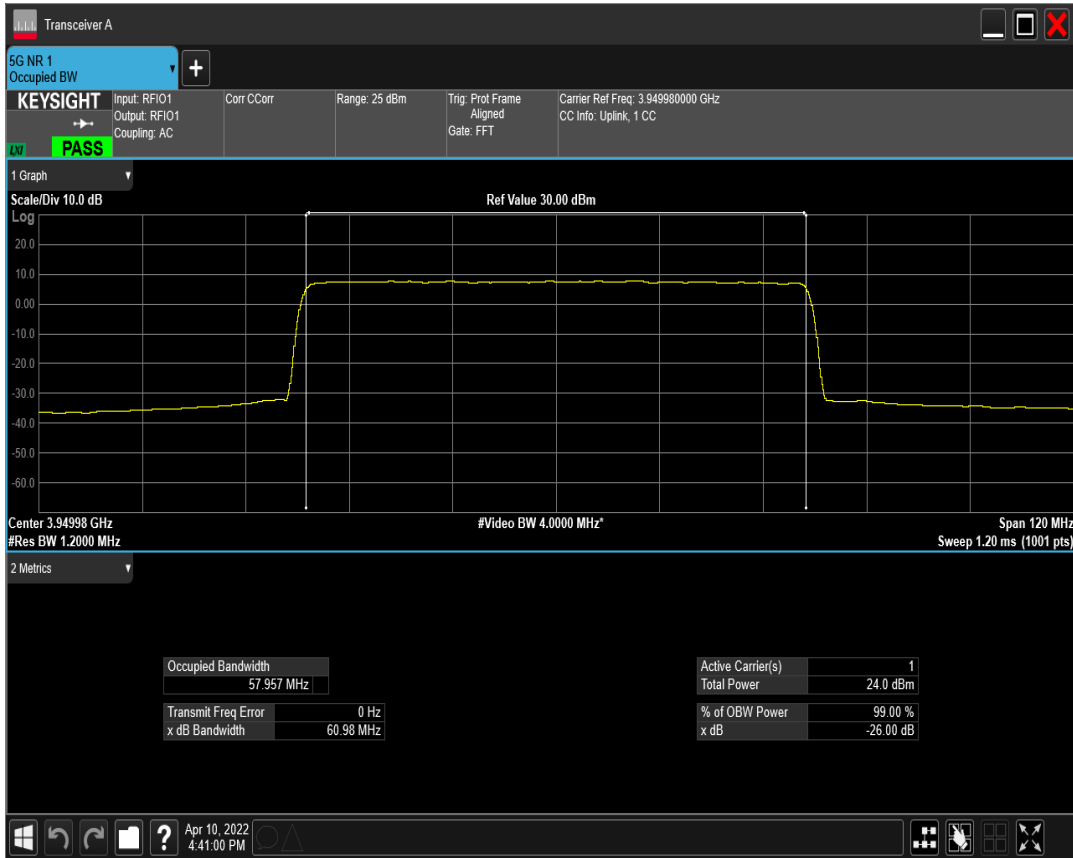 Transceiver A
5G NR 1
Occupied BW
KEYSIGHT
Input: RFIO1
Output: RFIO1
Coupling: AC
Corr CCorr
Range: 25 dBm
Trig: Prot Frame
Aligned
Gate: FFT
Carrier Ref Freq: 3.949980000 GHz
CC Info: Uplink, 1 CC
LXI
PASS
1 Graph
Scale/Div 10.0 dB
Ref Value 30.00 dBm
Log
20.0
10.0
0.00
-10.0
-20.0
-30.0
-40.0
-50.0
-60.0
Center 3.94998 GHz
#Video BW 4.0000 MHz*
Span 120 MHz
#Res BW 1.2000 MHz
Sweep 1.20 ms (1001 pts)
2 Metrics
Occupied Bandwidth
57.957 MHz
Transmit Freq Error 0 Hz
x dB Bandwidth 60.98 MHz
Active Carrier(s) 1
Total Power 24.0 dBm
% of OBW Power 99.00 %
x dB -26.00 dB
Apr 10, 2022
4:41:00 PM